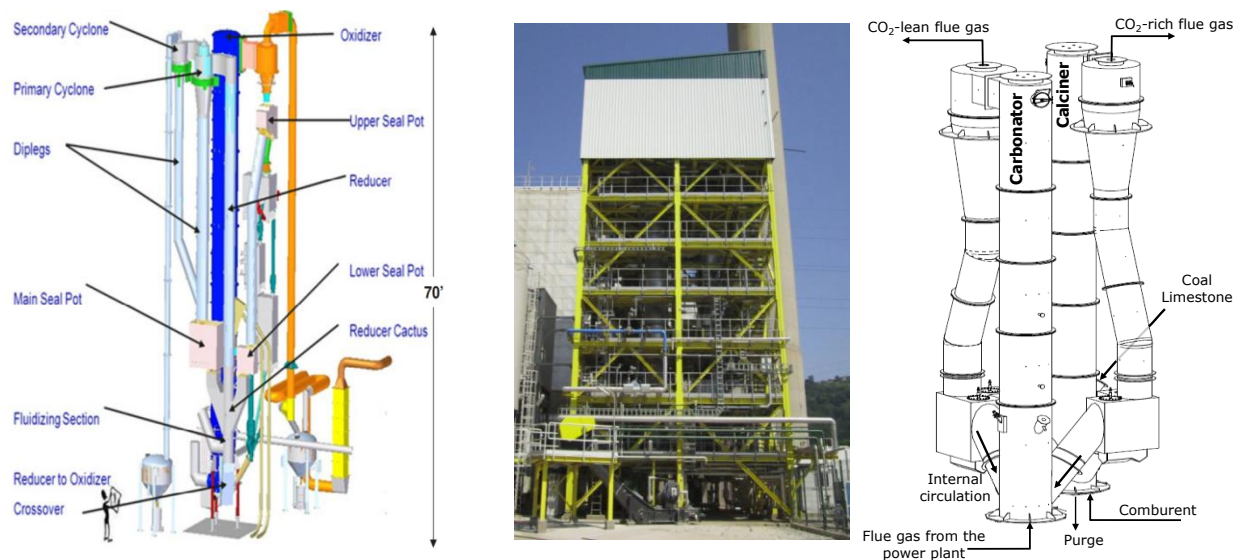 Secondary Cyclone
Oxidizer
Primary Cyclone
Upper Seal Pot
Diplegs
Reducer
Lower Seal Pot
Main Seal Pot
70'
Reducer Cactus
Fluidizing Section
Reducer to Oxidizer
Crossover
CO₂-lean flue gas
CO₂-rich flue gas
Carbonator
Calciner
Coal
Limestone
Internal
circulation
Comburent
Purge
Flue gas from the
power plant